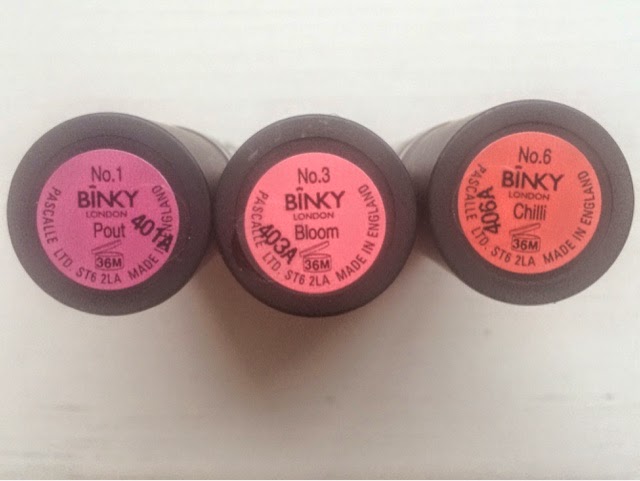 No.1
BINKY
LONDON
Pout
401A
36M
PASCALLE LTD. ST6 2LA MADE IN ENGLAND
No.3
BINKY
LONDON
Bloom
403A
36M
PASCALLE LTD. ST6 2LA MADE IN ENGLAND
No.6
BINKY
LONDON
Chilli
406A
36M
PASCALLE LTD. ST6 2LA MADE IN ENGLAND